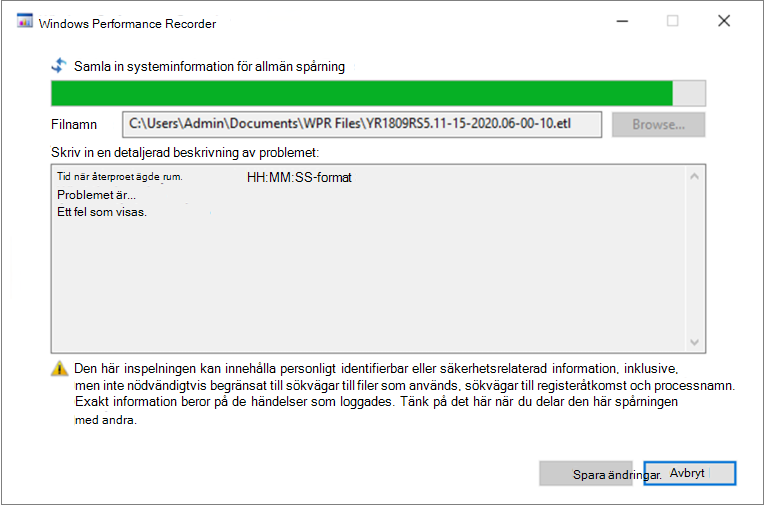 Windows Performance Recorder
Samla in systeminformation för allmän spårning
Filnamn C:\Users\Admin\Documents\WPR Files\YR1809RS5.11-15-2020.06-00-10.etl Browse...
Skriv in en detaljerad beskrivning av problemet:
Tid när återproet ägde rum. HH:MM:SS-format
Problemet är...
Ett fel som visas.
Den här inspelningen kan innehålla personligt identifierbar eller säkerhetsrelaterad information, inklusive,
men inte nödvändigtvis begränsat till sökvägar till filer som används, sökvägar till registeråtkomst och processnamn.
Exakt information beror på de händelser som loggades. Tänk på det här när du delar den här spårningen
med andra.
Spara ändringar. Avbryt